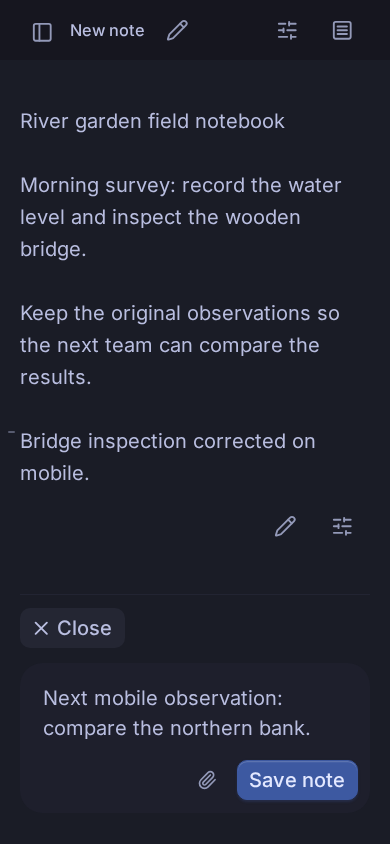 New note
River garden field notebook
Morning survey: record the water
level and inspect the wooden
bridge.
Keep the original observations so
the next team can compare the
results.
Bridge inspection corrected on
mobile.
Close
Next mobile observation:
compare the northern bank.
Save note